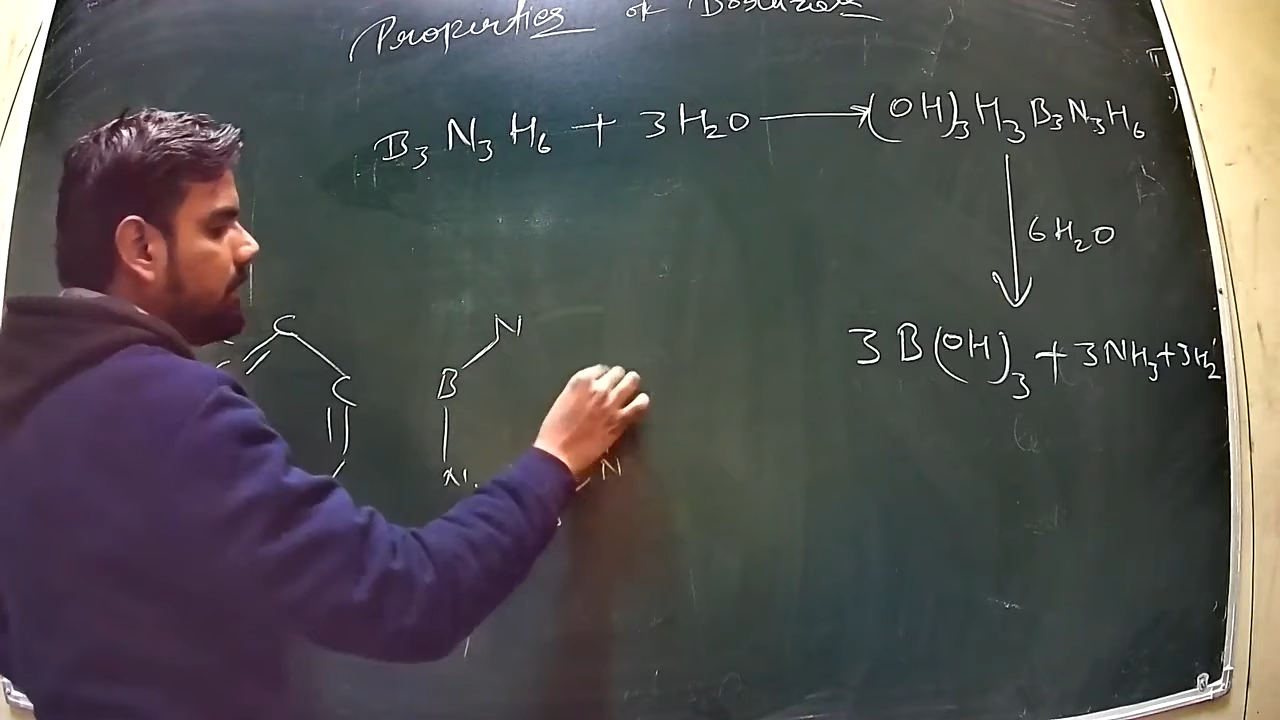 Properties of Borazole
B₃N₃H₆ + 3H₂O ⟶ (OH)₃H₃B₃N₃H₆
6H₂O
3B(OH)₃ + 3NH₃ + 3H₂
C
N
C
B
N
N